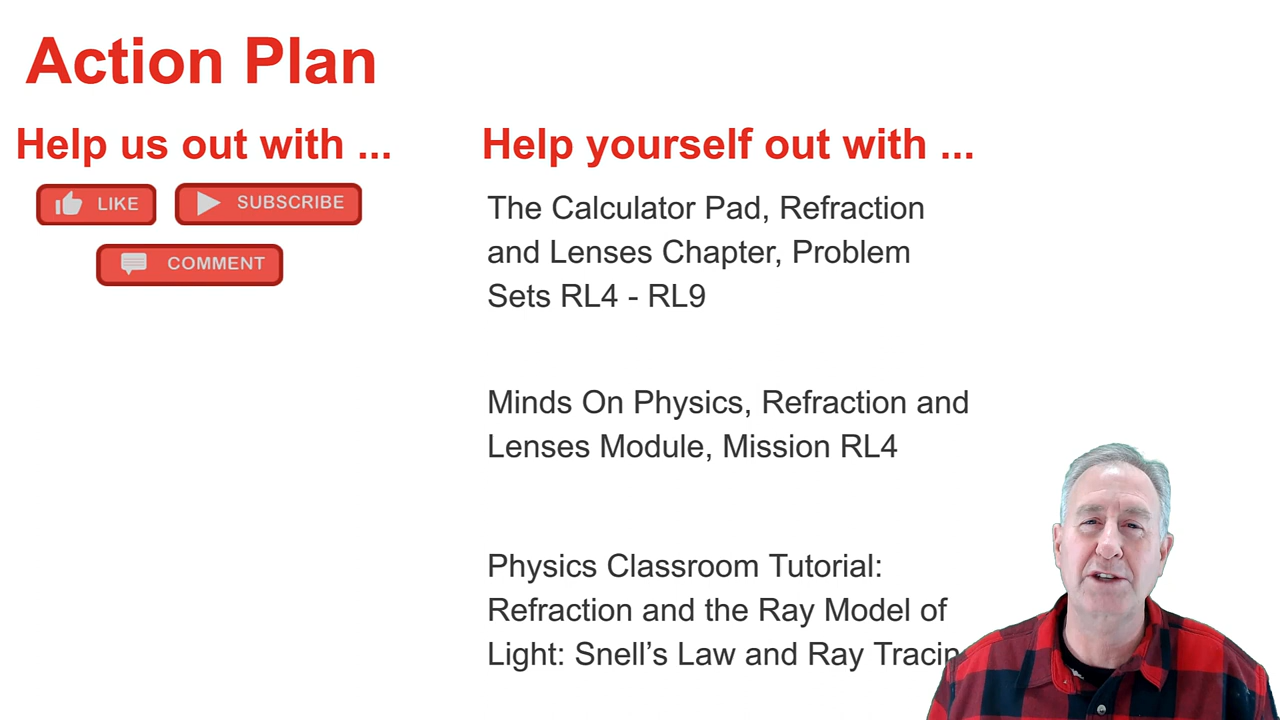 Action Plan
Help us out with ...
LIKE
SUBSCRIBE
COMMENT
Help yourself out with ...
The Calculator Pad, Refraction
and Lenses Chapter, Problem
Sets RL4 - RL9
Minds On Physics, Refraction and
Lenses Module, Mission RL4
Physics Classroom Tutorial:
Refraction and the Ray Model of
Light: Snell’s Law and Ray